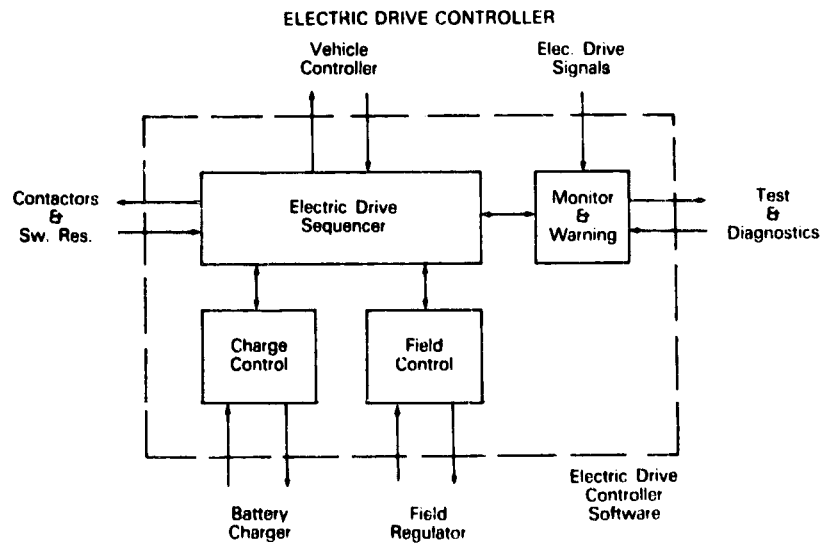 ELECTRIC DRIVE CONTROLLER
Vehicle
Controller
Elec. Drive
Signals
Contactors
&
Sw. Res.
Electric Drive
Sequencer
Monitor
&
Warning
Test
&
Diagnostics
Charge
Control
Field
Control
Battery
Charger
Field
Regulator
Electric Drive
Controller
Software